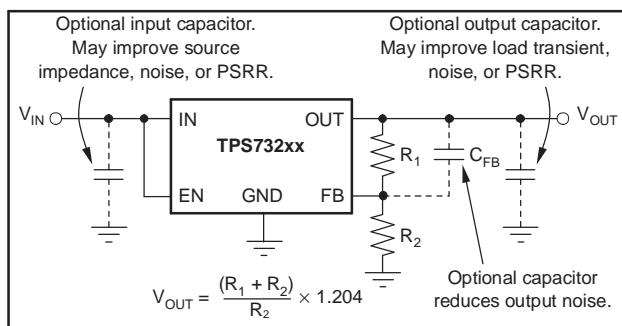 Optional input capacitor.
May improve source
impedance, noise, or PSRR.
Optional output capacitor.
May improve load transient,
noise, or PSRR.
V_IN
IN
OUT
V_OUT
TPS732xx
R_1
C_FB
EN
GND
FB
R_2
Optional capacitor
reduces output noise.
V_OUT = (R_1 + R_2) / R_2 × 1.204